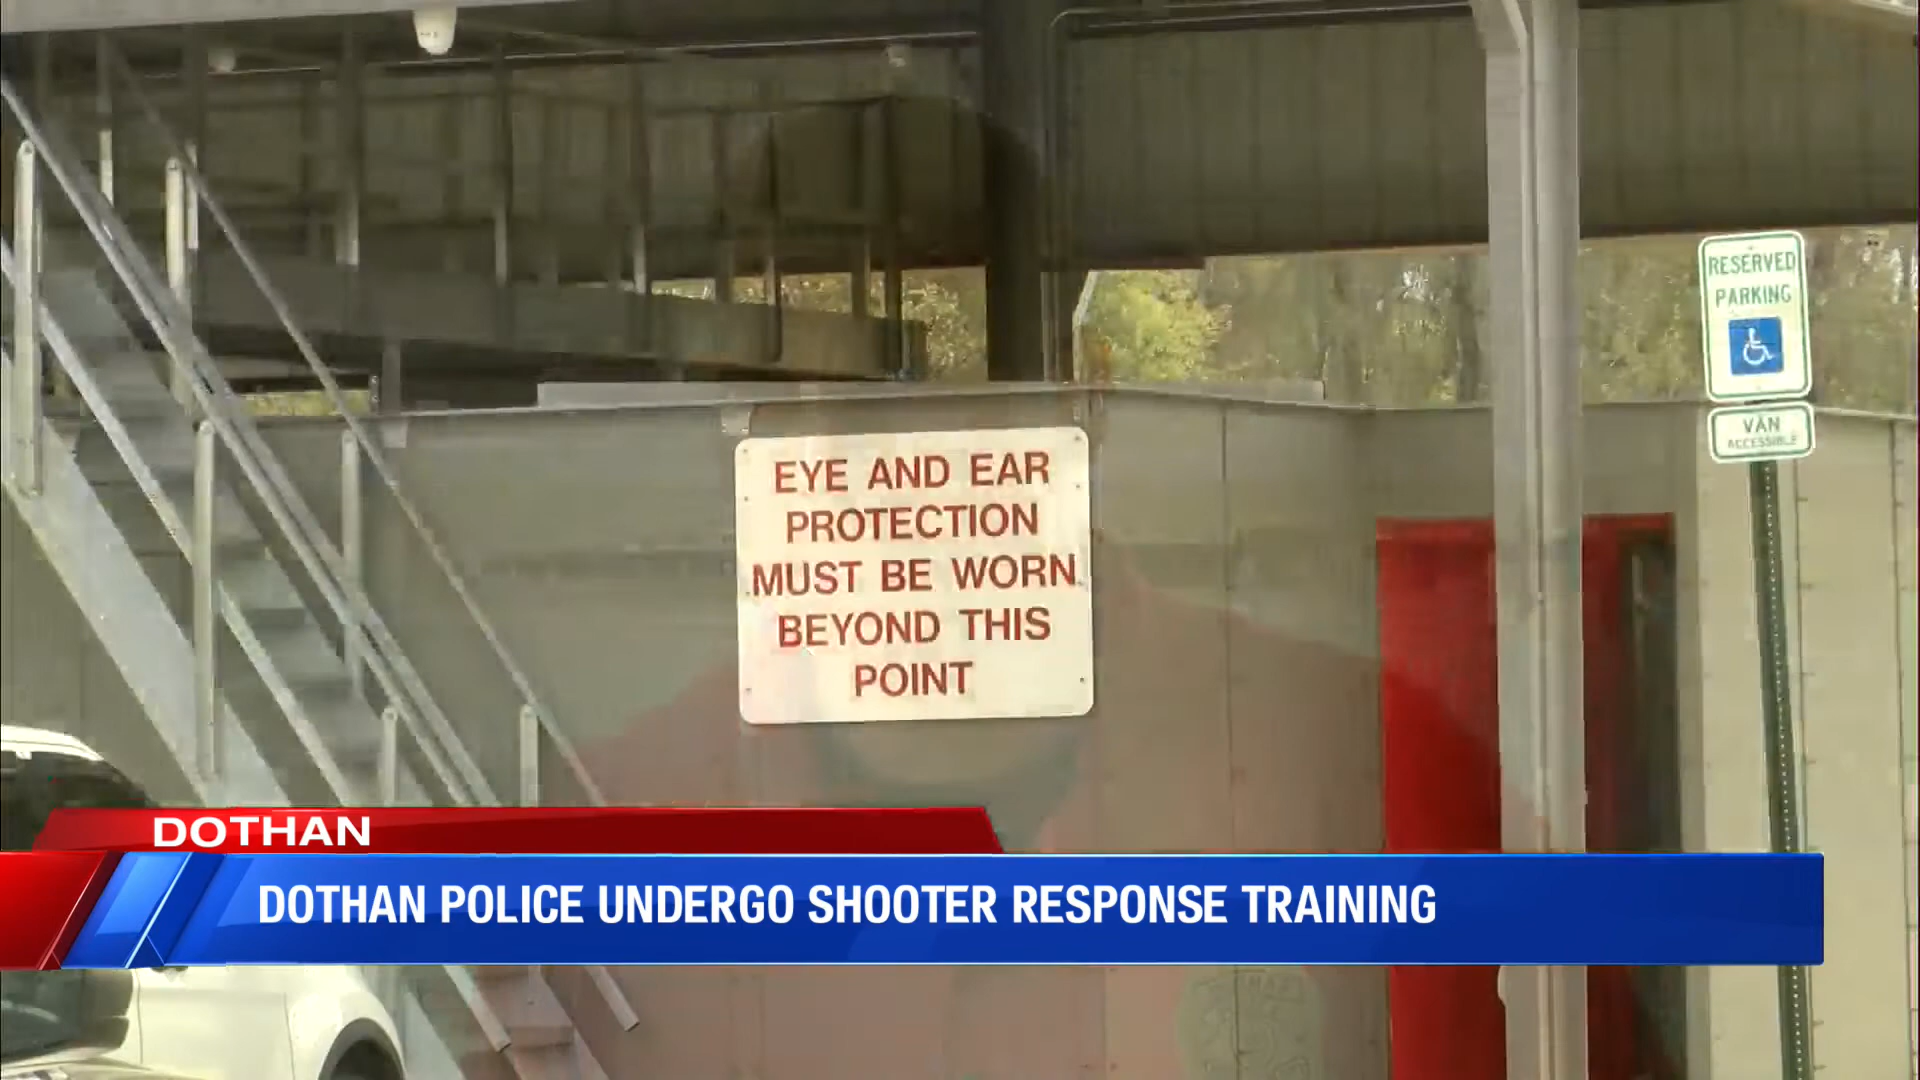 RESERVED
PARKING
VAN
ACCESSIBLE
EYE AND EAR
PROTECTION
MUST BE WORN
BEYOND THIS
POINT
DOTHAN
DOTHAN POLICE UNDERGO SHOOTER RESPONSE TRAINING